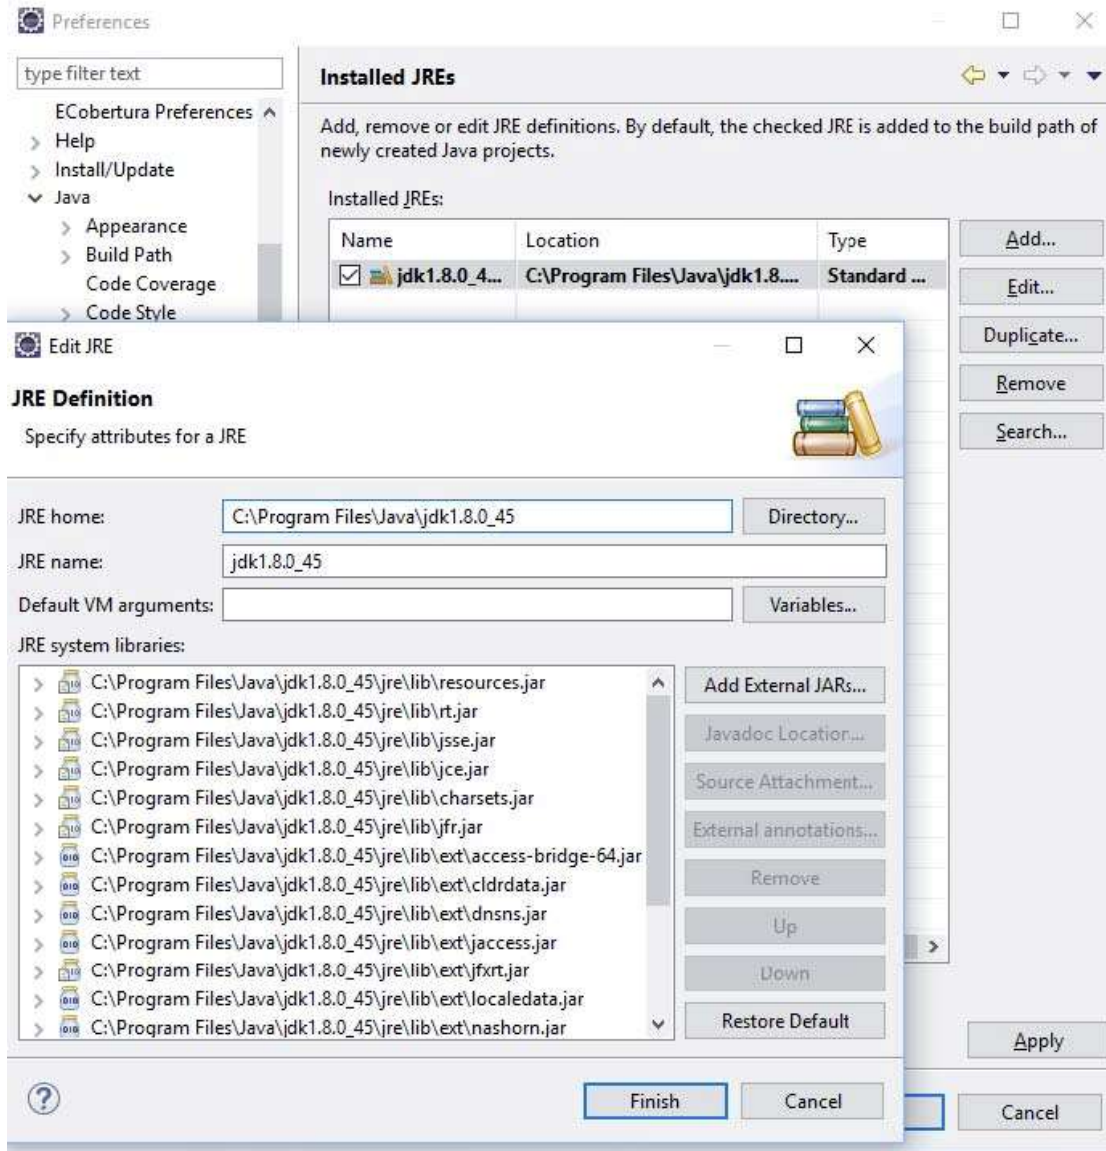 Preferences
type filter text
ECobertura Preferences
Help
Install/Update
Java
Appearance
Build Path
Code Coverage
Code Style
Installed JREs
Add, remove or edit JRE definitions. By default, the checked JRE is added to the build path of
newly created Java projects.
Installed JREs:
Name Location Type
jdk1.8.0_4... C:\Program Files\Java\jdk1.8.... Standard ...
Add...
Edit...
Duplicate...
Remove
Search...
Edit JRE
JRE Definition
Specify attributes for a JRE
JRE home: C:\Program Files\Java\jdk1.8.0_45 Directory...
JRE name: jdk1.8.0_45
Default VM arguments: Variables...
JRE system libraries:
C:\Program Files\Java\jdk1.8.0_45\jre\lib\resources.jar
C:\Program Files\Java\jdk1.8.0_45\jre\lib\rt.jar
C:\Program Files\Java\jdk1.8.0_45\jre\lib\jsse.jar
C:\Program Files\Java\jdk1.8.0_45\jre\lib\jce.jar
C:\Program Files\Java\jdk1.8.0_45\jre\lib\charsets.jar
C:\Program Files\Java\jdk1.8.0_45\jre\lib\jfr.jar
C:\Program Files\Java\jdk1.8.0_45\jre\lib\ext\access-bridge-64.jar
C:\Program Files\Java\jdk1.8.0_45\jre\lib\ext\cldrdata.jar
C:\Program Files\Java\jdk1.8.0_45\jre\lib\ext\dnsns.jar
C:\Program Files\Java\jdk1.8.0_45\jre\lib\ext\jaccess.jar
C:\Program Files\Java\jdk1.8.0_45\jre\lib\ext\jfxrt.jar
C:\Program Files\Java\jdk1.8.0_45\jre\lib\ext\localedata.jar
C:\Program Files\Java\jdk1.8.0_45\jre\lib\ext\nashorn.jar
Add External JARs...
Javadoc Location...
Source Attachment...
External annotations...
Remove
Up
Down
Restore Default
Apply
Finish
Cancel
Cancel